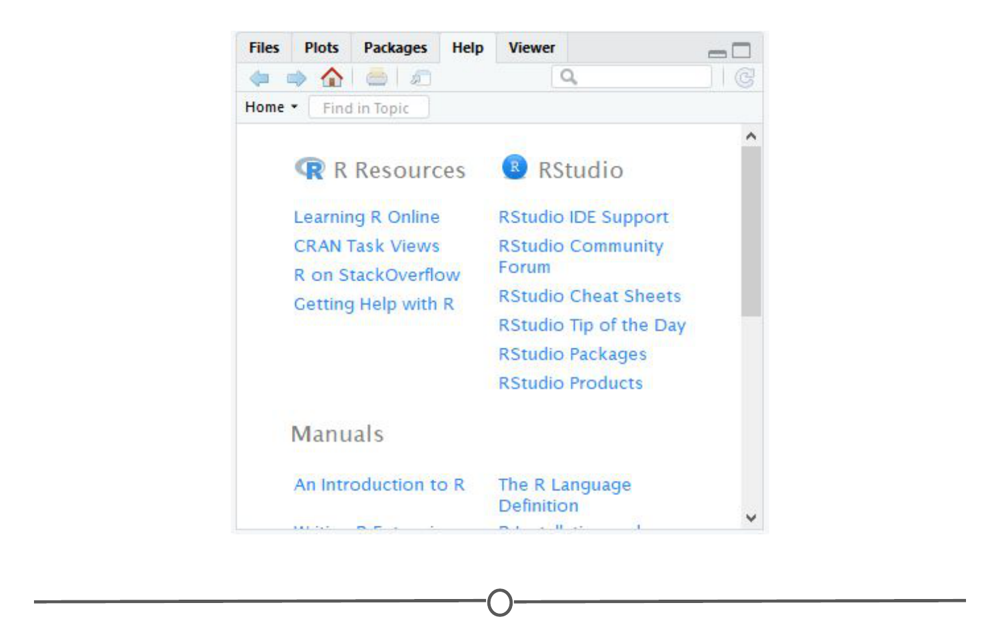 Files Plots Packages Help Viewer
Home Find in Topic
R Resources
Learning R Online
CRAN Task Views
R on StackOverflow
Getting Help with R
RStudio
RStudio IDE Support
RStudio Community
Forum
RStudio Cheat Sheets
RStudio Tip of the Day
RStudio Packages
RStudio Products
Manuals
An Introduction to R
The R Language
Definition